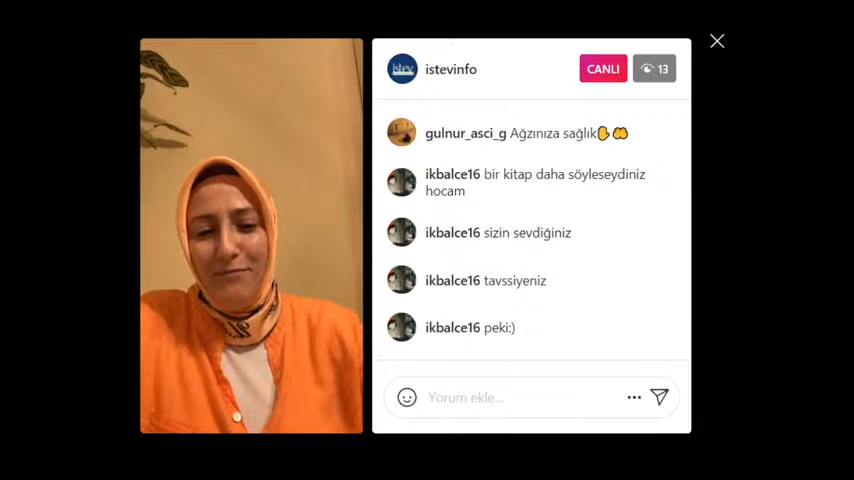 istev
istevinfo
CANLI
13
gulnur_asci_g Ağzınıza sağlık✋🤲
ikbalce16 bir kitap daha söyleseydiniz
hocam
ikbalce16 sizin sevdiğiniz
ikbalce16 tavssiyeniz
ikbalce16 peki:)
Yorum ekle...